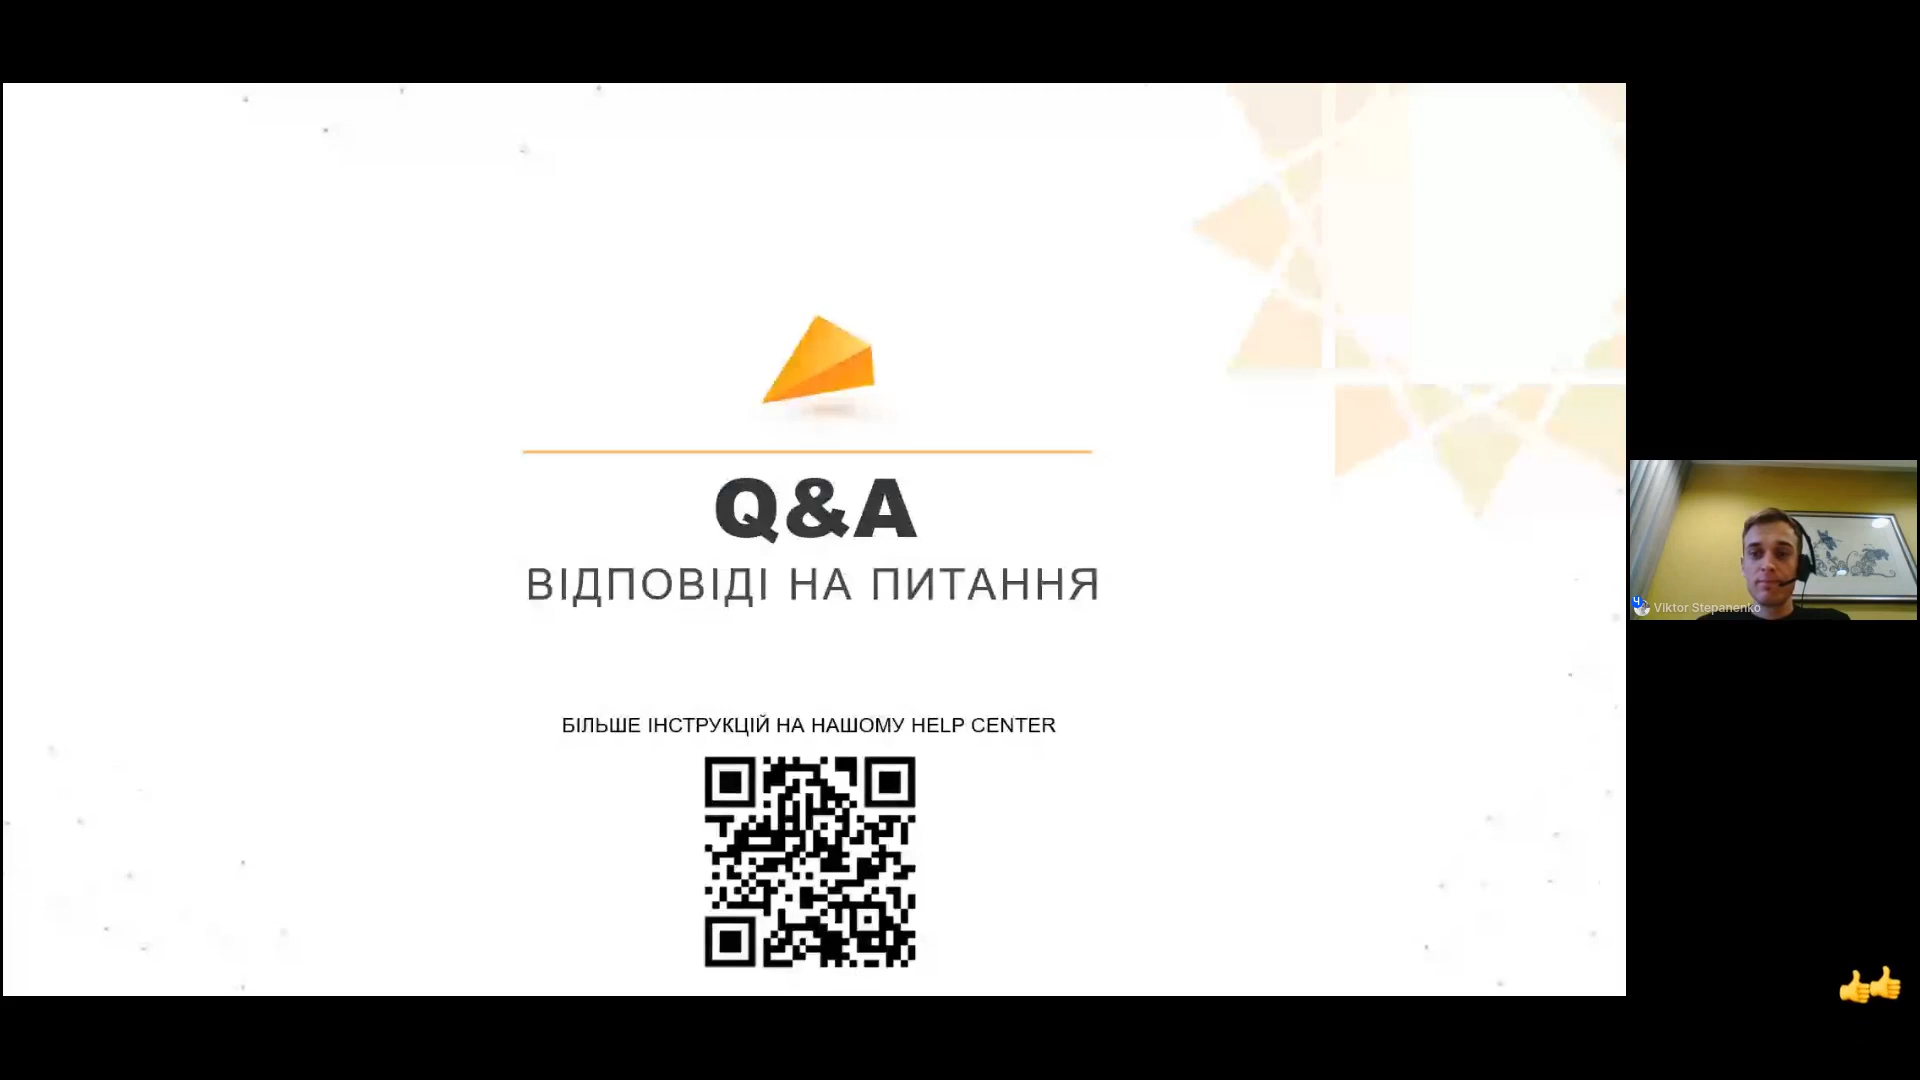 Q&A
ВІДПОВІДІ НА ПИТАННЯ
БІЛЬШЕ ІНСТРУКЦІЙ НА НАШОМУ HELP CENTER
Viktor Stepanenko